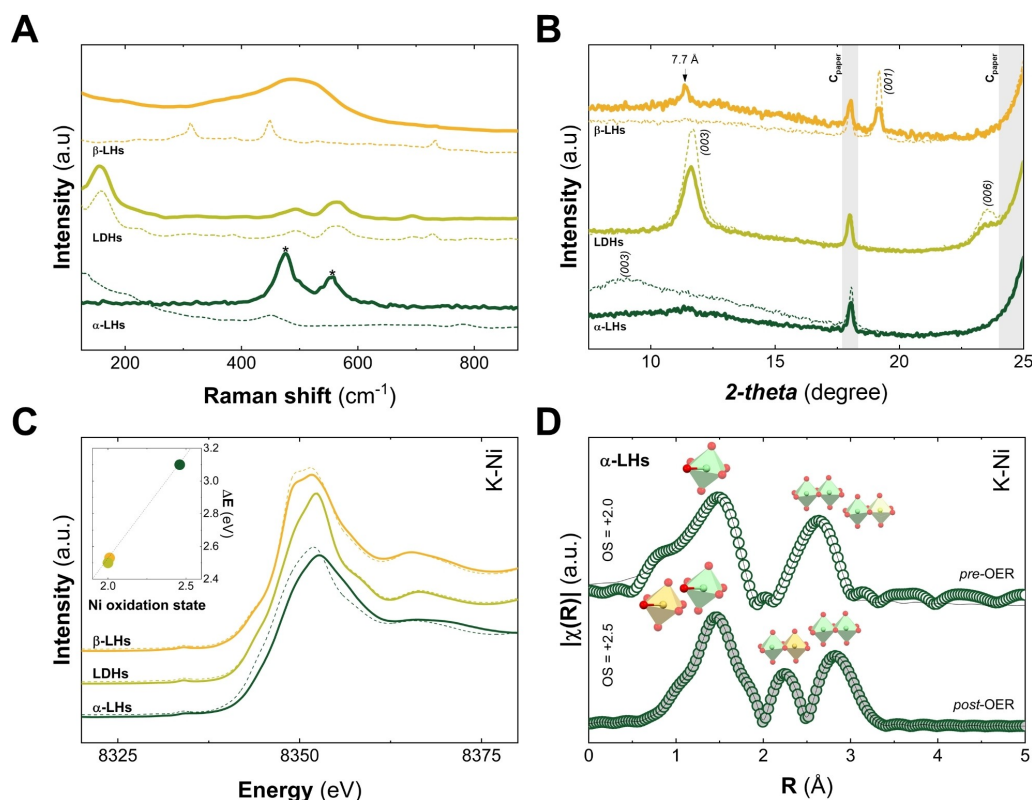 A
Intensity (a.u)
β-LHs
LDHs
* *
α-LHs
200 400 600 800
Raman shift (cm-1)
B
Intensity (a.u.)
7.7 Å
Cpaper
(001)
Cpaper
β-LHs
(003)
(006)
LDHs
(003)
α-LHs
10 15 20 25
2-theta (degree)
C
Intensity (a.u.)
K-Ni
3.2
3.0
2.8
2.6
2.4
ΔE (eV)
2.0 2.5
Ni oxidation state
β-LHs
LDHs
α-LHs
8325 8350 8375
Energy (eV)
D
|χ(R)| (a.u.)
α-LHs
K-Ni
OS = +2.0
pre-OER
OS = +2.5
post-OER
0 1 2 3 4 5
R (Å)